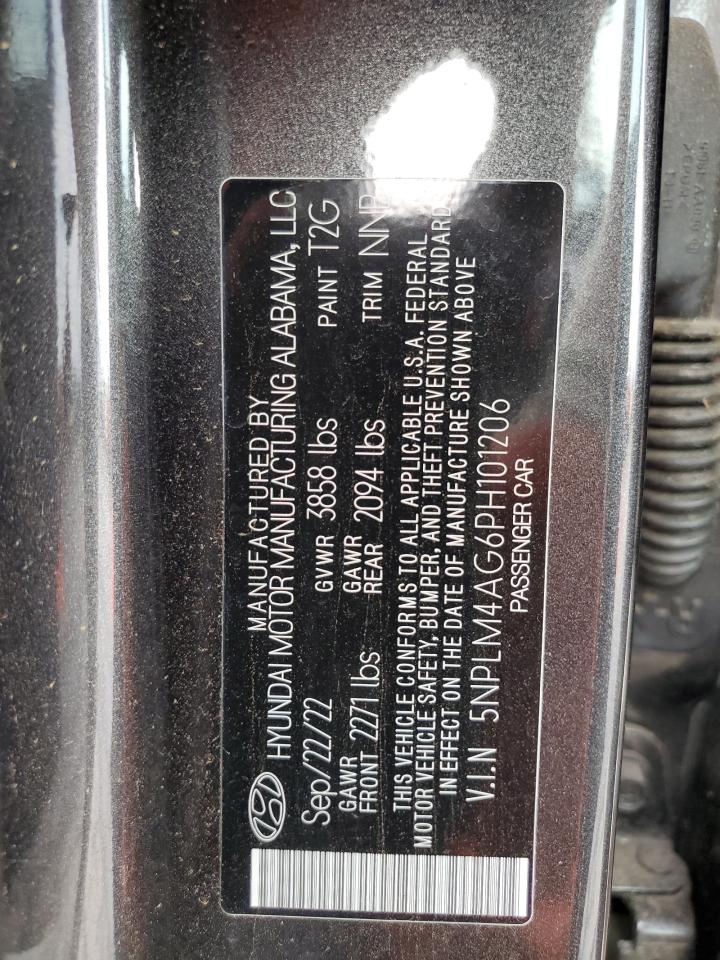 MANUFACTURED BY
HYUNDAI MOTOR MANUFACTURING ALABAMA, LLC
Sep/22/22 GVWR 3858 lbs PAINT T2G
GAWR FRONT 2271 lbs GAWR REAR 2094 lbs TRIM NNB
THIS VEHICLE CONFORMS TO ALL APPLICABLE U.S.A. FEDERAL
MOTOR VEHICLE SAFETY, BUMPER, AND THEFT PREVENTION STANDARD
IN EFFECT ON THE DATE OF MANUFACTURE SHOWN ABOVE
V.I.N 5NPLM4AG6PH101206
PASSENGER CAR